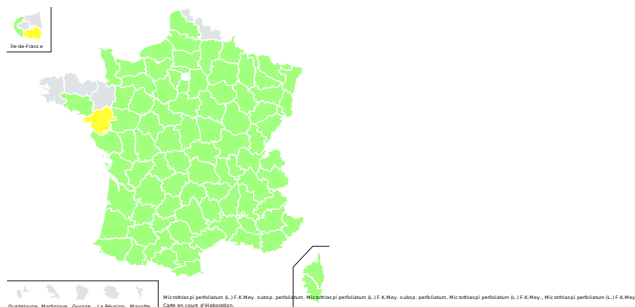 Île-de-France
Guadeloupe Martinique Guyane La Réunion Mayotte
Microthlaspi perfoliatum (L.) F.K.Mey. subsp. perfoliatum, Microthlaspi perfoliatum (L.) F.K.Mey. subsp. perfoliatum, Microthlaspi perfoliatum (L.) F.K.Mey, Microthlaspi perfoliatum (L.) F.K.Mey
Carte en cours d'élaboration.